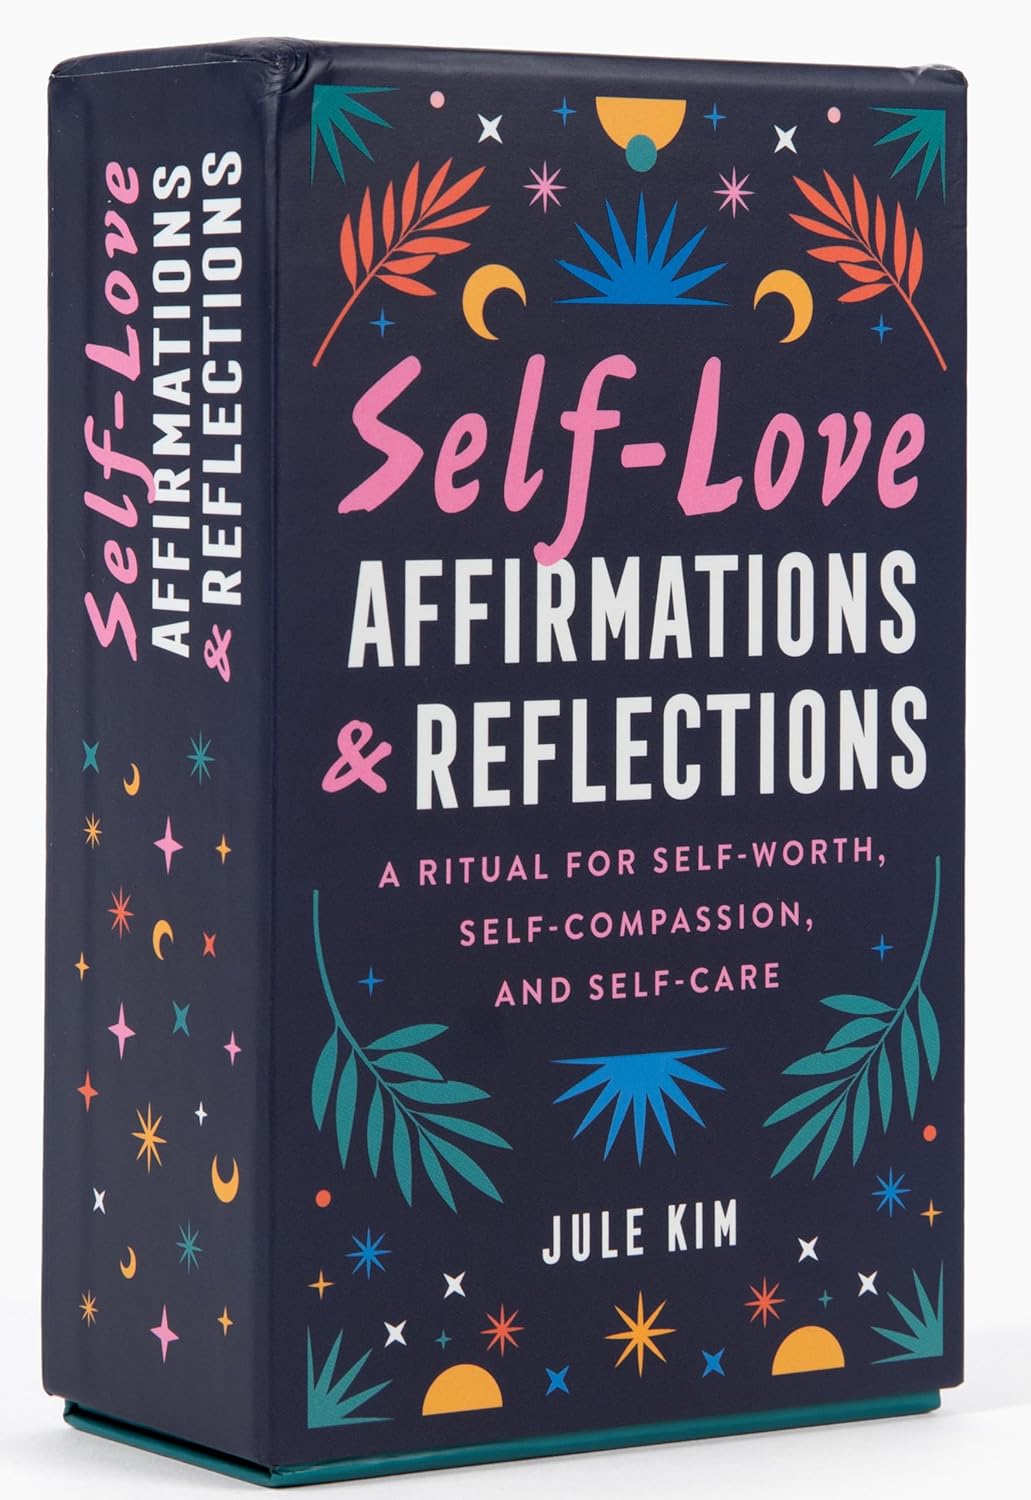 Self-Love
AFFIRMATIONS
& REFLECTIONS
Self-Love
AFFIRMATIONS
& REFLECTIONS
A RITUAL FOR SELF-WORTH,
SELF-COMPASSION,
AND SELF-CARE
JULE KIM